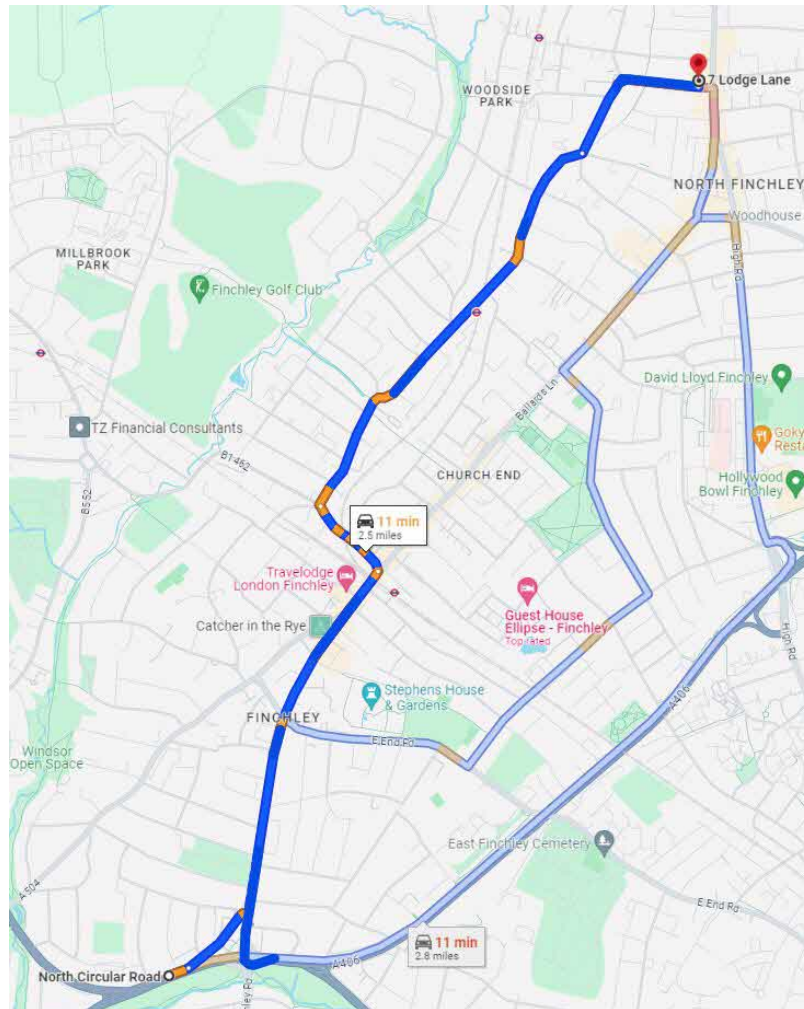 WOODSIDE
PARK
7 Lodge Lane
NORTH FINCHLEY
Woodhouse
High Rd
MILLBROOK
PARK
Finchley Golf Club
David Lloyd Finchley
Ballards Ln
TZ Financial Consultants
Goky
Resta
B1462
B552
CHURCH END
Hollywood
Bowl Finchley
11 min
2.5 miles
Travelodge
London Finchley
Guest House
Ellipse - Finchley
Top rated
Catcher in the Rye
High Rd
Stephens House
& Gardens
A406
FINCHLEY
E End Rd
Windsor
Open Space
East Finchley Cemetery
A504
E End Rd
11 min
2.8 miles
A406
North Circular Road